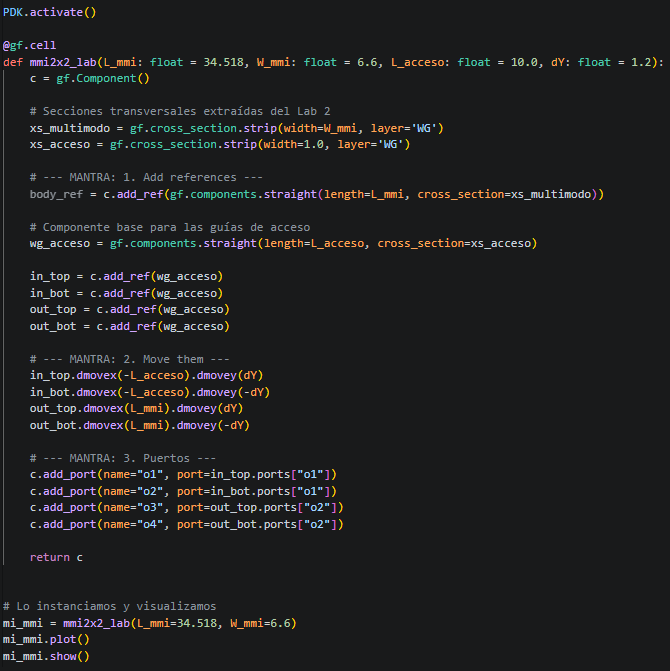 PDK.activate()
@gf.cell
def mmi2x2_lab(L_mmi: float = 34.518, W_mmi: float = 6.6, L_acceso: float = 10.0, dY: float = 1.2):
    c = gf.Component()
    # Secciones transversales extraídas del Lab 2
    xs_multimodo = gf.cross_section.strip(width=W_mmi, layer='WG')
    xs_acceso = gf.cross_section.strip(width=1.0, layer='WG')
    # --- MANTRA: 1. Add references ---
    body_ref = c.add_ref(gf.components.straight(length=L_mmi, cross_section=xs_multimodo))
    # Componente base para las guías de acceso
    wg_acceso = gf.components.straight(length=L_acceso, cross_section=xs_acceso)
    in_top = c.add_ref(wg_acceso)
    in_bot = c.add_ref(wg_acceso)
    out_top = c.add_ref(wg_acceso)
    out_bot = c.add_ref(wg_acceso)
    # --- MANTRA: 2. Move them ---
    in_top.dmovex(-L_acceso).dmovey(dY)
    in_bot.dmovex(-L_acceso).dmovey(-dY)
    out_top.dmovex(L_mmi).dmovey(dY)
    out_bot.dmovex(L_mmi).dmovey(-dY)
    # --- MANTRA: 3. Puertos ---
    c.add_port(name="o1", port=in_top.ports["o1"])
    c.add_port(name="o2", port=in_bot.ports["o1"])
    c.add_port(name="o3", port=out_top.ports["o2"])
    c.add_port(name="o4", port=out_bot.ports["o2"])
    return c
# Lo instanciamos y visualizamos
mi_mmi = mmi2x2_lab(L_mmi=34.518, W_mmi=6.6)
mi_mmi.plot()
mi_mmi.show()